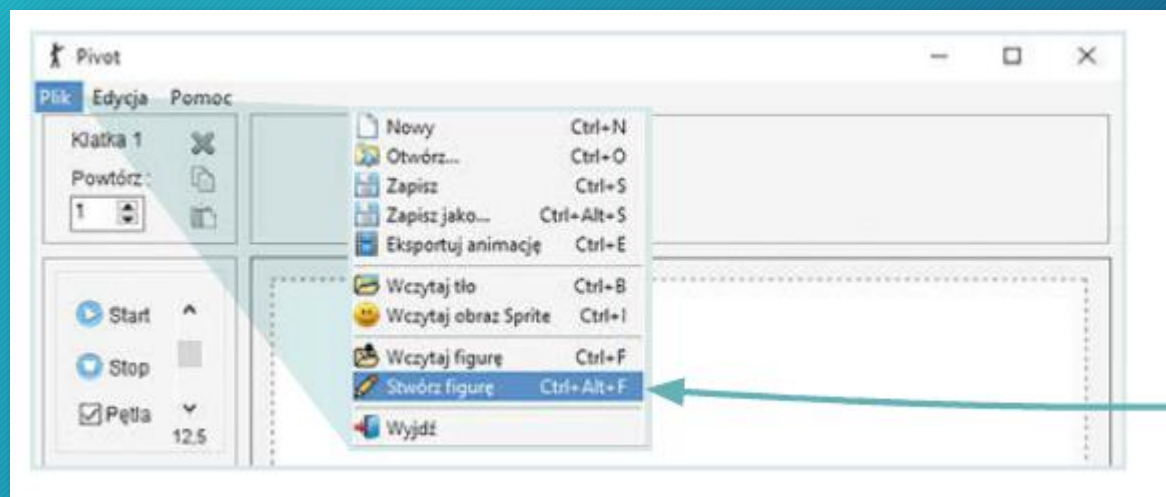 Pivot
Plik Edycja Pomoc
Klatka 1
Powtórz:
1
Nowy Ctrl+N
Otwórz... Ctrl+O
Zapisz Ctrl+S
Zapisz jako... Ctrl+Alt+S
Eksportuj animację Ctrl+E
Wczytaj tło Ctrl+B
Wczytaj obraz Sprite Ctrl+I
Wczytaj figurę Ctrl+F
Stwórz figurę Ctrl+Alt+F
Wyjdź
Start
Stop
Pętla
12.5